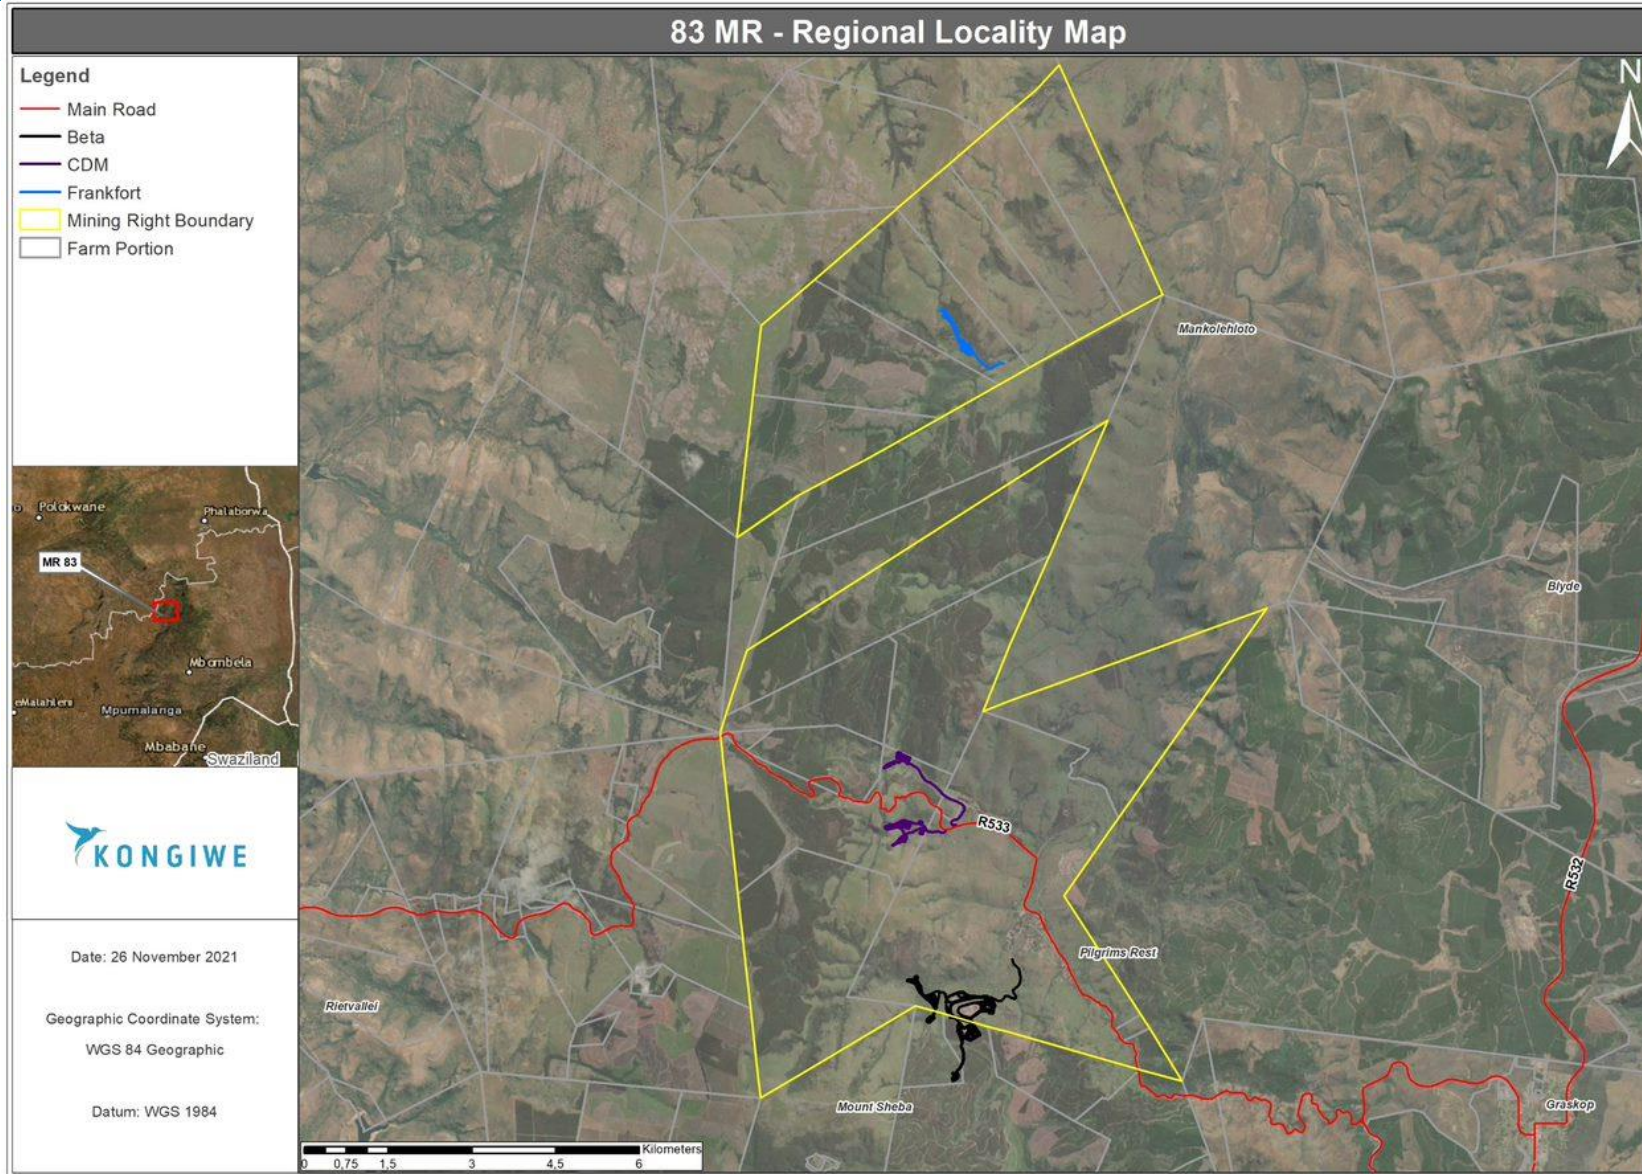 83 MR - Regional Locality Map
Legend
Main Road
Beta
CDM
Frankfort
Mining Right Boundary
Farm Portion
N
Mankolehloto
Blyde
R533
R532
Pilgrims Rest
Rietvallei
Mount Sheba
Graskop
Polokwane
Phalaborwa
MR 83
Mbombela
eMalahleni
Mpumalanga
Mbabane
Swaziland
KONGIWE
Date: 26 November 2021
Geographic Coordinate System:
WGS 84 Geographic
Datum: WGS 1984
Kilometers
0 0,75 1,5 3 4,5 6